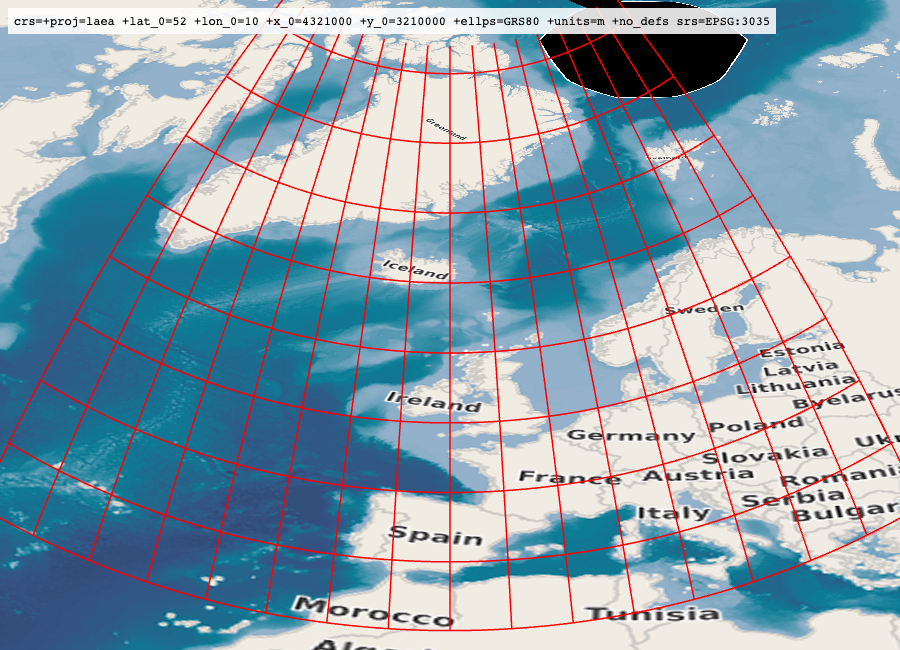 crs=+proj=laea +lat_0=52 +lon_0=10 +x_0=4321000 +y_0=3210000 +ellps=GRS80 +units=m +no_defs srs=EPSG:3035
Greenland
Iceland
Sweden
Estonia
Latvia
Lithuania
Byelarus
Ireland
Germany
Poland
Ukr
Slovakia
France
Austria
Romania
Serbia
Italy
Bulgar
Spain
Morocco
Tunisia